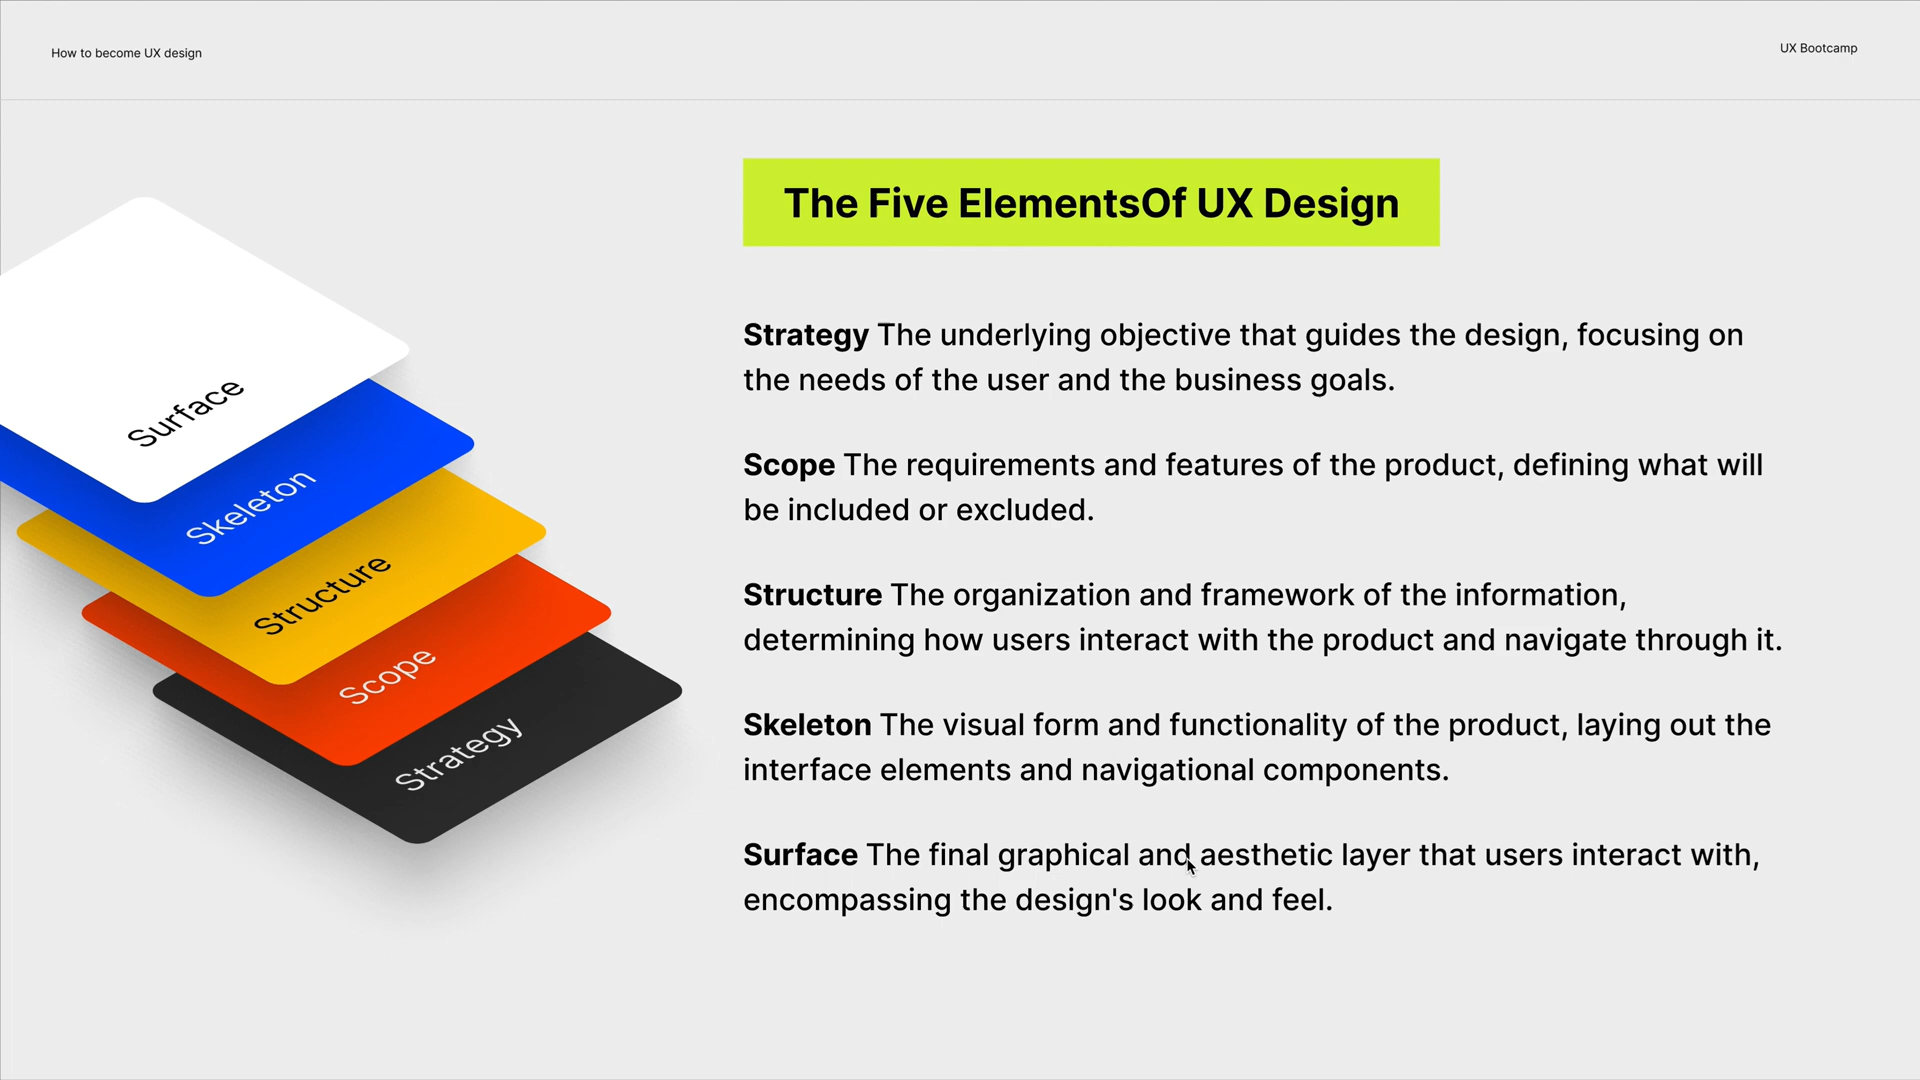 How to become UX design
UX Bootcamp
The Five ElementsOf UX Design
Surface
Skeleton
Structure
Scope
Strategy
Strategy The underlying objective that guides the design, focusing on
the needs of the user and the business goals.
Scope The requirements and features of the product, defining what will
be included or excluded.
Structure The organization and framework of the information,
determining how users interact with the product and navigate through it.
Skeleton The visual form and functionality of the product, laying out the
interface elements and navigational components.
Surface The final graphical and aesthetic layer that users interact with,
encompassing the design's look and feel.